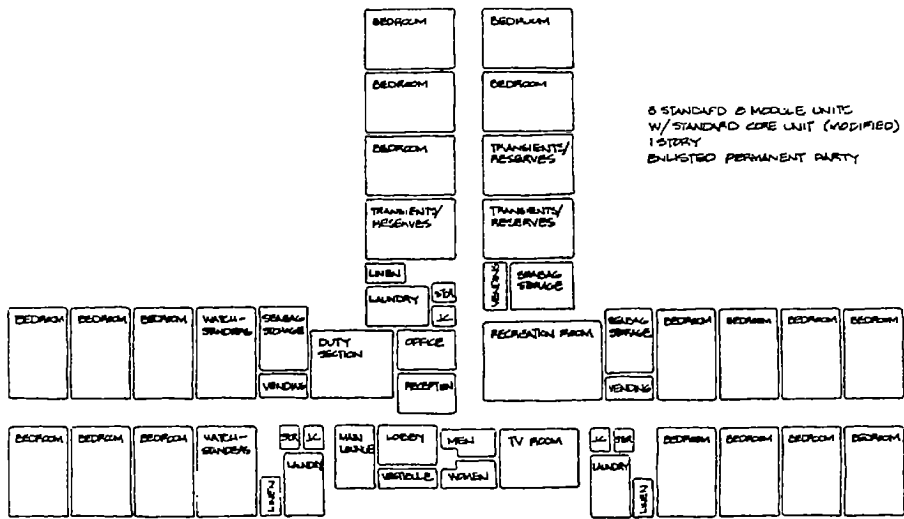 BEDROOM
BEDROOM
BEDROOM
BEDROOM
BEDROOM
TRANSIENTS/
RESERVES
TRANSIENTS/
RESERVES
TRANSIENTS/
RESERVES
3 STANDARD 8 MODULE UNITS
W/ STANDARD CORE UNIT (MODIFIED)
1 STORY
ENLISTED PERMANENT PARTY
LINEN
LAUNDRY
STOR
J.C.
VENDING
SEABAG
STORAGE
BEDROOM
BEDROOM
BEDROOM
WATCH-
STANDERS
SEABAG
STORAGE
VENDING
DUTY
SECTION
OFFICE
RECEPTION
RECREATION ROOM
SEABAG
STORAGE
VENDING
BEDROOM
BEDROOM
BEDROOM
BEDROOM
BEDROOM
BEDROOM
BEDROOM
WATCH-
STANDERS
STOR
J.C.
LINEN
LAUNDRY
MAIN
LOUNGE
LOBBY
VESTIBULE
MEN
WOMEN
TV ROOM
J.C.
STOR
LAUNDRY
LINEN
BEDROOM
BEDROOM
BEDROOM
BEDROOM